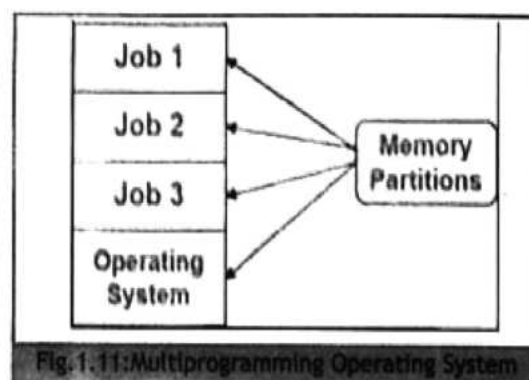 Job 1
Job 2
Job 3
Operating
System
Memory
Partitions
Fig.1.11:Multiprogramming Operating System